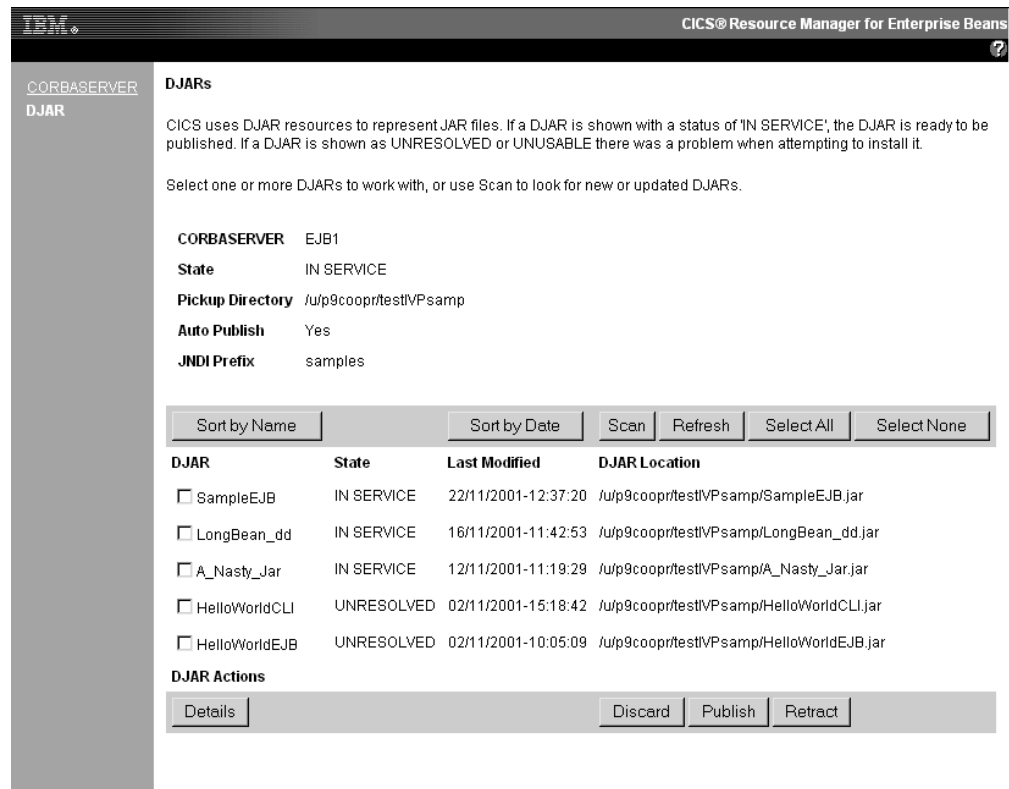 IBM®
CICS® Resource Manager for Enterprise Beans
?
CORBASERVER
DJAR
DJARs
CICS uses DJAR resources to represent JAR files. If a DJAR is shown with a status of 'IN SERVICE', the DJAR is ready to be
published. If a DJAR is shown as UNRESOLVED or UNUSABLE there was a problem when attempting to install it.
Select one or more DJARs to work with, or use Scan to look for new or updated DJARs.
CORBASERVER EJB1
State IN SERVICE
Pickup Directory /u/p9coopr/testIVPsamp
Auto Publish Yes
JNDI Prefix samples
Sort by Name Sort by Date Scan Refresh Select All Select None
DJAR State Last Modified DJAR Location
SampleEJB IN SERVICE 22/11/2001-12:37:20 /u/p9coopr/testIVPsamp/SampleEJB.jar
LongBean_dd IN SERVICE 16/11/2001-11:42:53 /u/p9coopr/testIVPsamp/LongBean_dd.jar
A_Nasty_Jar IN SERVICE 12/11/2001-11:19:29 /u/p9coopr/testIVPsamp/A_Nasty_Jar.jar
HelloWorldCLI UNRESOLVED 02/11/2001-15:18:42 /u/p9coopr/testIVPsamp/HelloWorldCLI.jar
HelloWorldEJB UNRESOLVED 02/11/2001-10:05:09 /u/p9coopr/testIVPsamp/HelloWorldEJB.jar
DJAR Actions
Details Discard Publish Retract